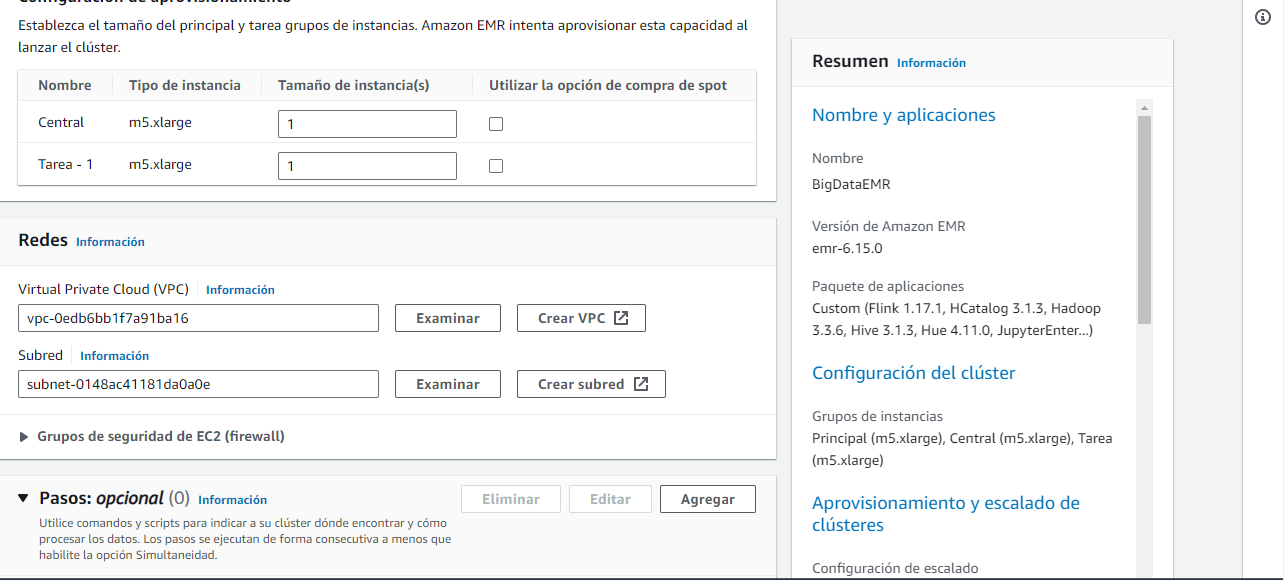 Configuración de aprovisionamiento
Establezca el tamaño del principal y tarea grupos de instancias. Amazon EMR intenta aprovisionar esta capacidad al
lanzar el clúster.
Nombre Tipo de instancia Tamaño de instancia(s) Utilizar la opción de compra de spot
Central m5.xlarge 1
Tarea - 1 m5.xlarge 1
Redes Información
Virtual Private Cloud (VPC) Información
vpc-0edb6bb1f7a91ba16 Examinar Crear VPC
Subred Información
subnet-0148ac41181da0a0e Examinar Crear subred
Grupos de seguridad de EC2 (firewall)
Pasos: opcional (0) Información Eliminar Editar Agregar
Utilice comandos y scripts para indicar a su clúster dónde encontrar y cómo
procesar los datos. Los pasos se ejecutan de forma consecutiva a menos que
habilite la opción Simultaneidad.
Resumen Información
Nombre y aplicaciones
Nombre
BigDataEMR
Versión de Amazon EMR
emr-6.15.0
Paquete de aplicaciones
Custom (Flink 1.17.1, HCatalog 3.1.3, Hadoop
3.3.6, Hive 3.1.3, Hue 4.11.0, JupyterEnter...)
Configuración del clúster
Grupos de instancias
Principal (m5.xlarge), Central (m5.xlarge), Tarea
(m5.xlarge)
Aprovisionamiento y escalado de
clústeres
Configuración de escalado